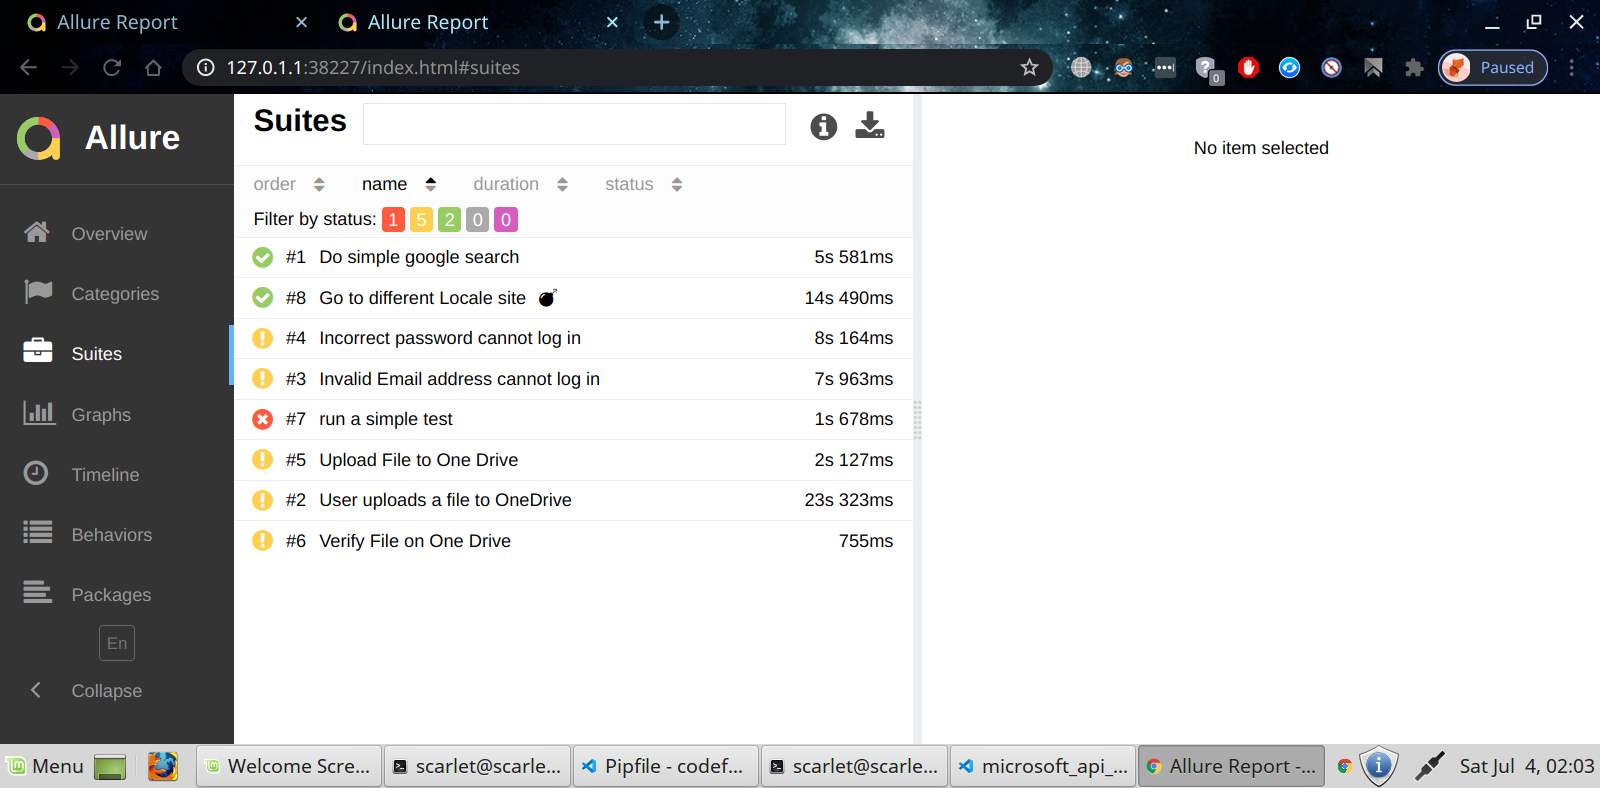 Allure Report
Allure Report
127.0.1.1:38227/index.html#suites
0
Paused
Allure
Overview
Categories
Suites
Graphs
Timeline
Behaviors
Packages
En
Collapse
Suites
order name duration status
Filter by status: 1 5 2 0 0
#1 Do simple google search 5s 581ms
#8 Go to different Locale site 14s 490ms
#4 Incorrect password cannot log in 8s 164ms
#3 Invalid Email address cannot log in 7s 963ms
#7 run a simple test 1s 678ms
#5 Upload File to One Drive 2s 127ms
#2 User uploads a file to OneDrive 23s 323ms
#6 Verify File on One Drive 755ms
No item selected
Menu Welcome Scre... scarlet@scarle... Pipfile - codef... scarlet@scarle... microsoft_api_... Allure Report -... Sat Jul 4, 02:03